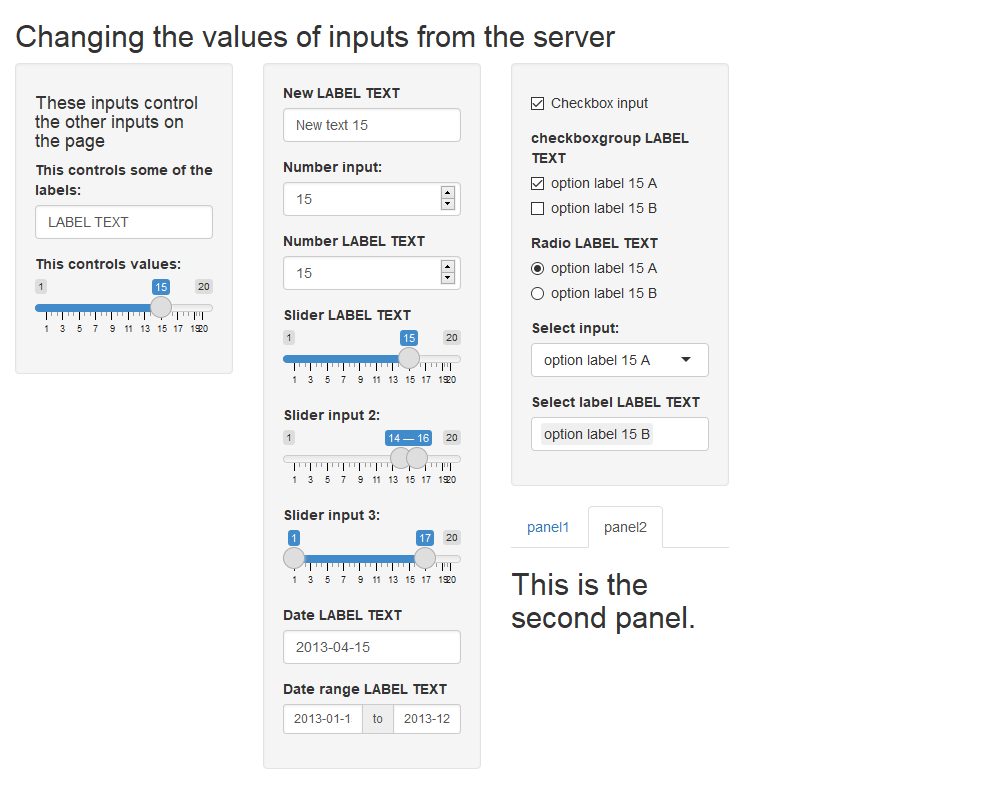 Changing the values of inputs from the server
These inputs control
the other inputs on
the page
This controls some of the
labels:
LABEL TEXT
This controls values:
1 15 20
1 3 5 7 9 11 13 15 17 19 20
New LABEL TEXT
New text 15
Number input:
15
Number LABEL TEXT
15
Slider LABEL TEXT
1 15 20
1 3 5 7 9 11 13 15 17 19 20
Slider input 2:
1 14 — 16 20
1 3 5 7 9 11 13 15 17 19 20
Slider input 3:
1 17 20
1 3 5 7 9 11 13 15 17 19 20
Date LABEL TEXT
2013-04-15
Date range LABEL TEXT
2013-01-1 to 2013-12
Checkbox input
checkboxgroup LABEL
TEXT
option label 15 A
option label 15 B
Radio LABEL TEXT
option label 15 A
option label 15 B
Select input:
option label 15 A
Select label LABEL TEXT
option label 15 B
panel1 panel2
This is the
second panel.